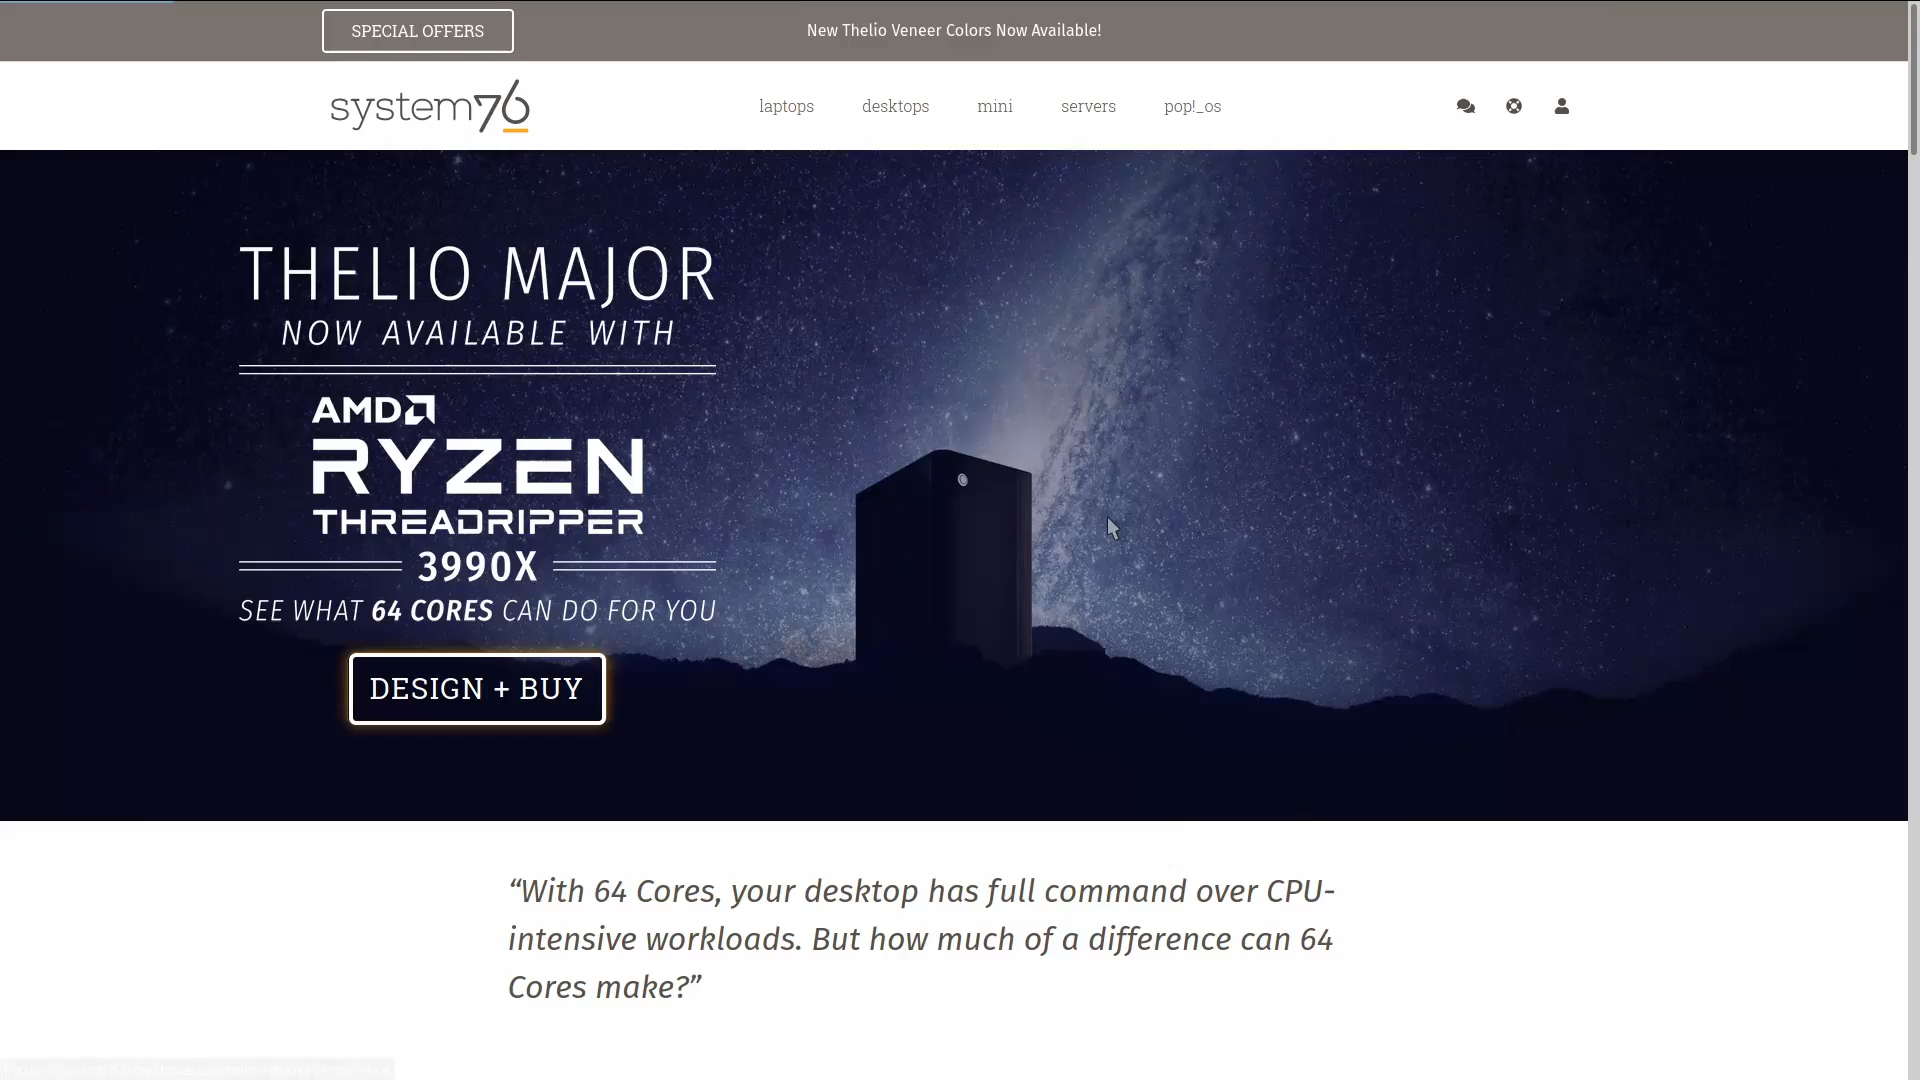 SPECIAL OFFERS
New Thelio Veneer Colors Now Available!
system76
laptops
desktops
mini
servers
pop!_os
THELIO MAJOR
NOW AVAILABLE WITH
AMD
RYZEN
THREADRIPPER
3990X
SEE WHAT 64 CORES CAN DO FOR YOU
DESIGN + BUY
“With 64 Cores, your desktop has full command over CPU-
intensive workloads. But how much of a difference can 64
Cores make?”